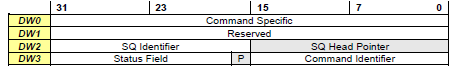 31 23 15 7 0
DW0 Command Specific
DW1 Reserved
DW2 SQ Identifier SQ Head Pointer
DW3 Status Field P Command Identifier